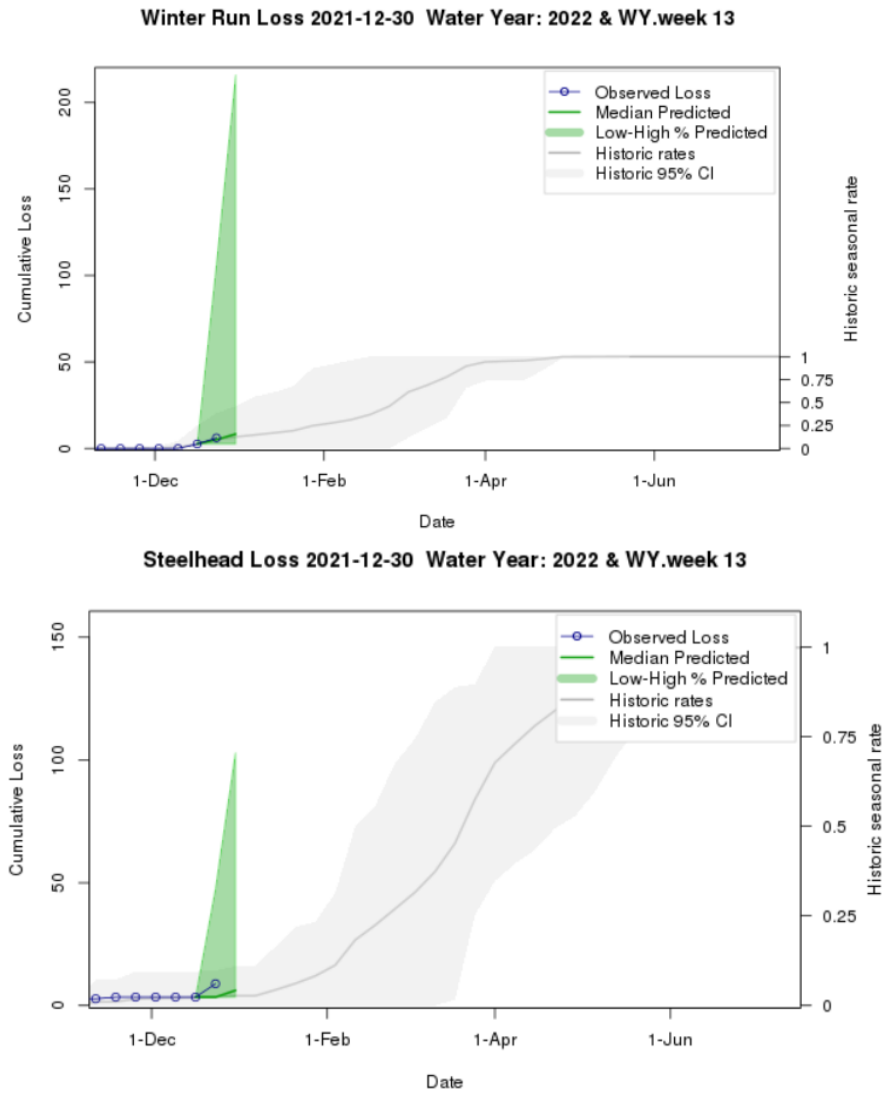 Winter Run Loss 2021-12-30 Water Year: 2022 & WY.week 13
Observed Loss
Median Predicted
Low-High % Predicted
Historic rates
Historic 95% CI
Cumulative Loss
200
150
100
50
0
Historic seasonal rate
1
0.75
0.5
0.25
0
1-Dec
1-Feb
1-Apr
1-Jun
Date
Steelhead Loss 2021-12-30 Water Year: 2022 & WY.week 13
Observed Loss
Median Predicted
Low-High % Predicted
Historic rates
Historic 95% CI
Cumulative Loss
150
100
50
0
Historic seasonal rate
1
0.75
0.5
0.25
0
1-Dec
1-Feb
1-Apr
1-Jun
Date